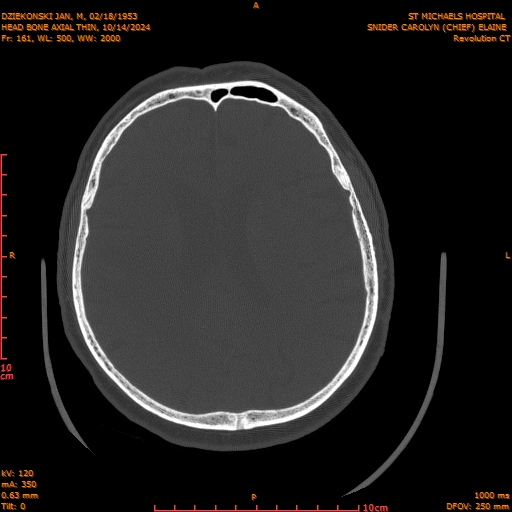 A
DZIEKONSKI JAN, M, 02/18/1953
HEAD BONE AXIAL THIN, 10/14/2024
Fr: 161, WL: 500, WW: 2000
ST MICHAELS HOSPITAL
SNIDER CAROLYN (CHIEF) ELAINE
Revolution CT
R
L
10
cm
kV: 120
mA: 350
0.63 mm
Tilt: 0
P
10cm
1000 ms
DFOV: 250 mm